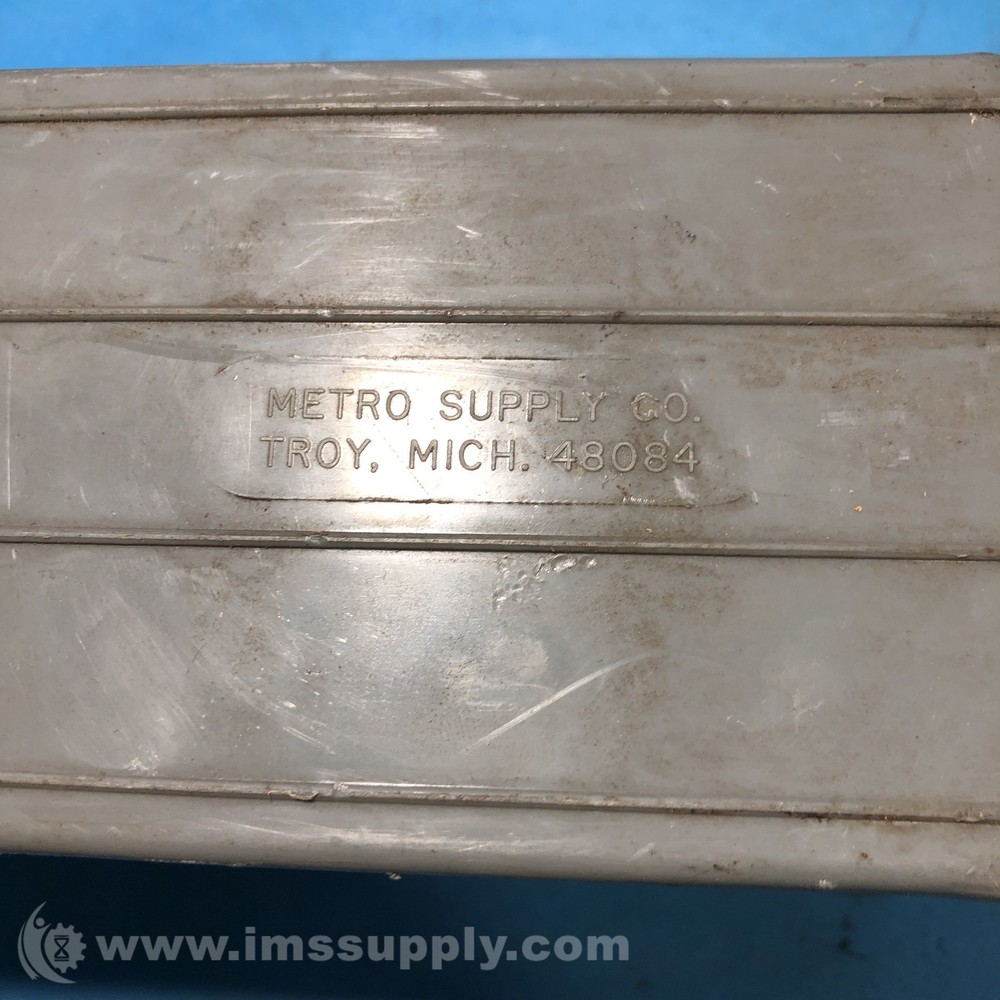 METRO SUPPLY CO.
TROY, MICH. 48084
www.imssupply.com